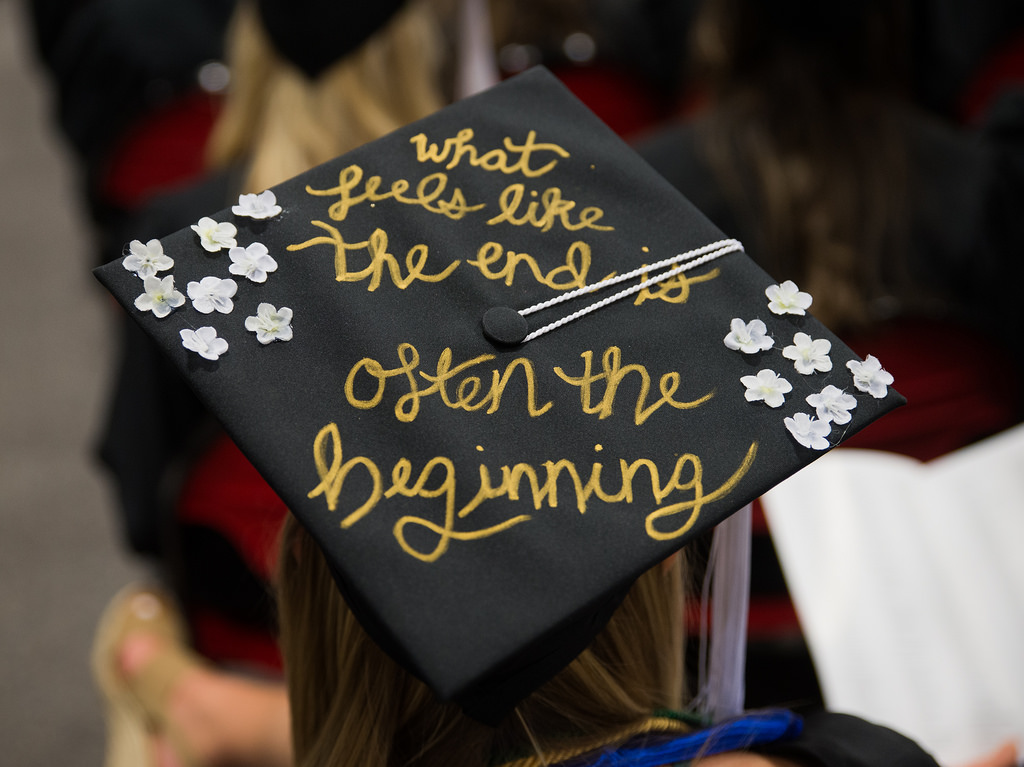 what
feels like
The end is
often the
beginning